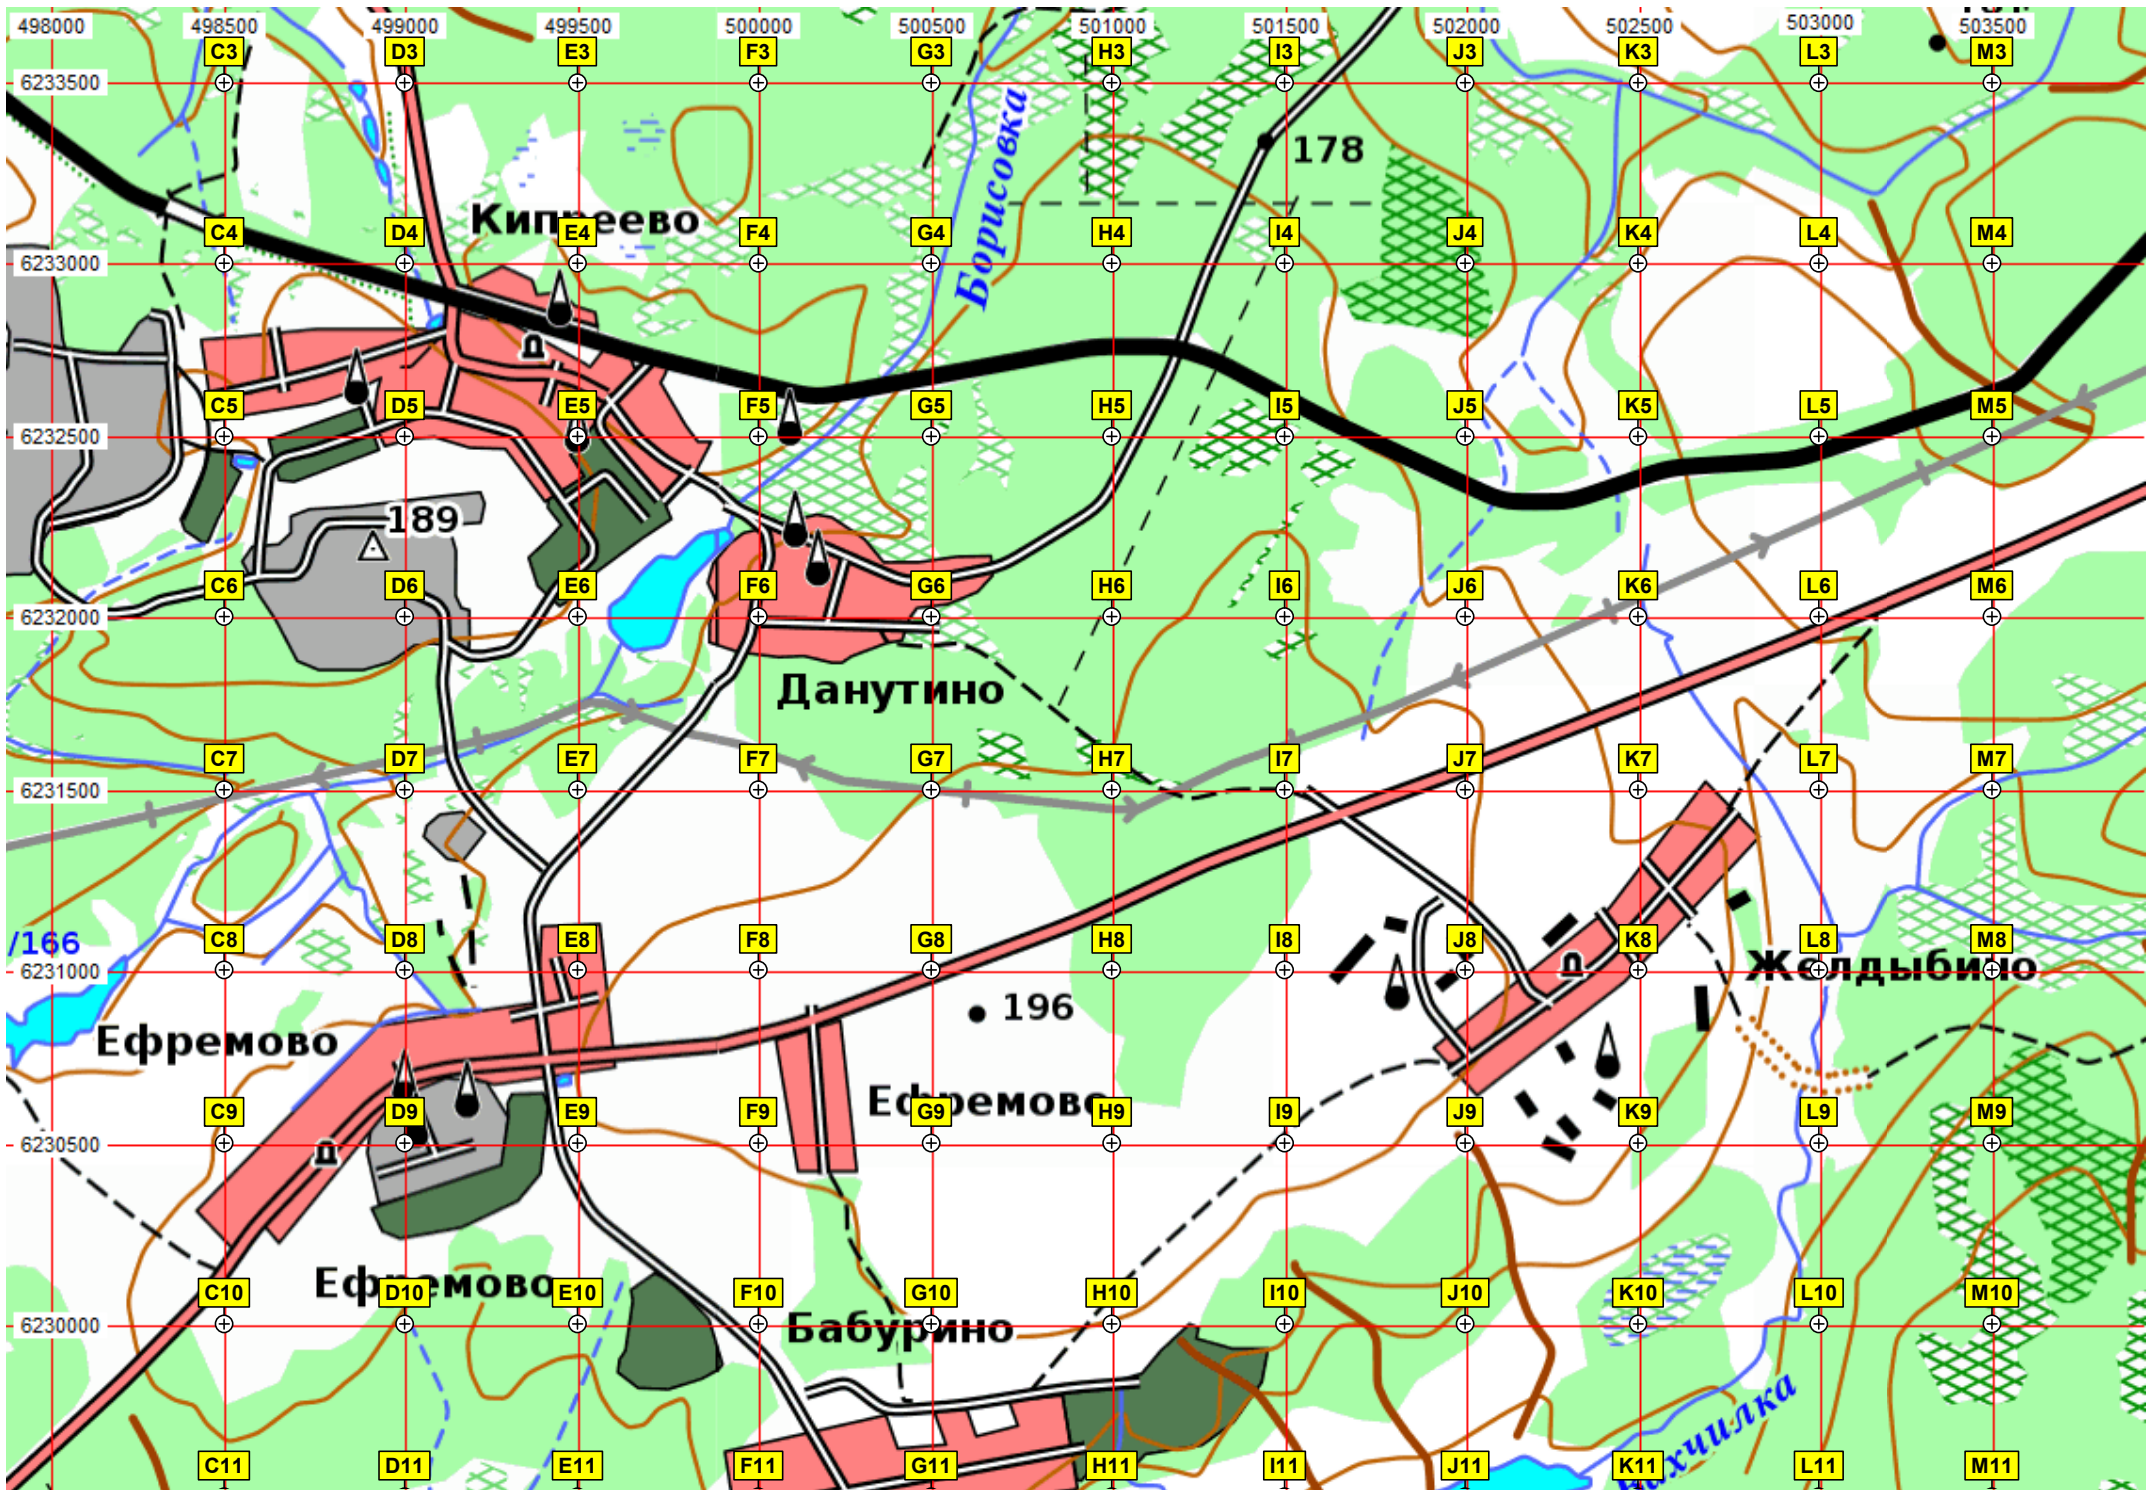 498000 498500 499000 499500 500000 500500 501000 501500 502000 502500 503000 503500
C3 D3 E3 F3 G3 H3 I3 J3 K3 L3 M3
6233500
Борисовка
178
Кипреево
C4 D4 E4 F4 G4 H4 I4 J4 K4 L4 M4
6233000
д
C5 D5 E5 F5 G5 H5 I5 J5 K5 L5 M5
6232500
189
C6 D6 E6 F6 G6 H6 I6 J6 K6 L6 M6
6232000
Данутино
C7 D7 E7 F7 G7 H7 I7 J7 K7 L7 M7
6231500
/166
C8 D8 E8 F8 G8 H8 I8 J8 K8 L8 M8
6231000
д
Желдыбино
196
Ефремово
Ефремово
C9 D9 E9 F9 G9 H9 I9 J9 K9 L9 M9
6230500
д
Ефремово
C10 D10 E10 F10 G10 H10 I10 J10 K10 L10 M10
6230000
Бабурино
C11 D11 E11 F11 G11 H11 I11 J11 K11 L11 M11